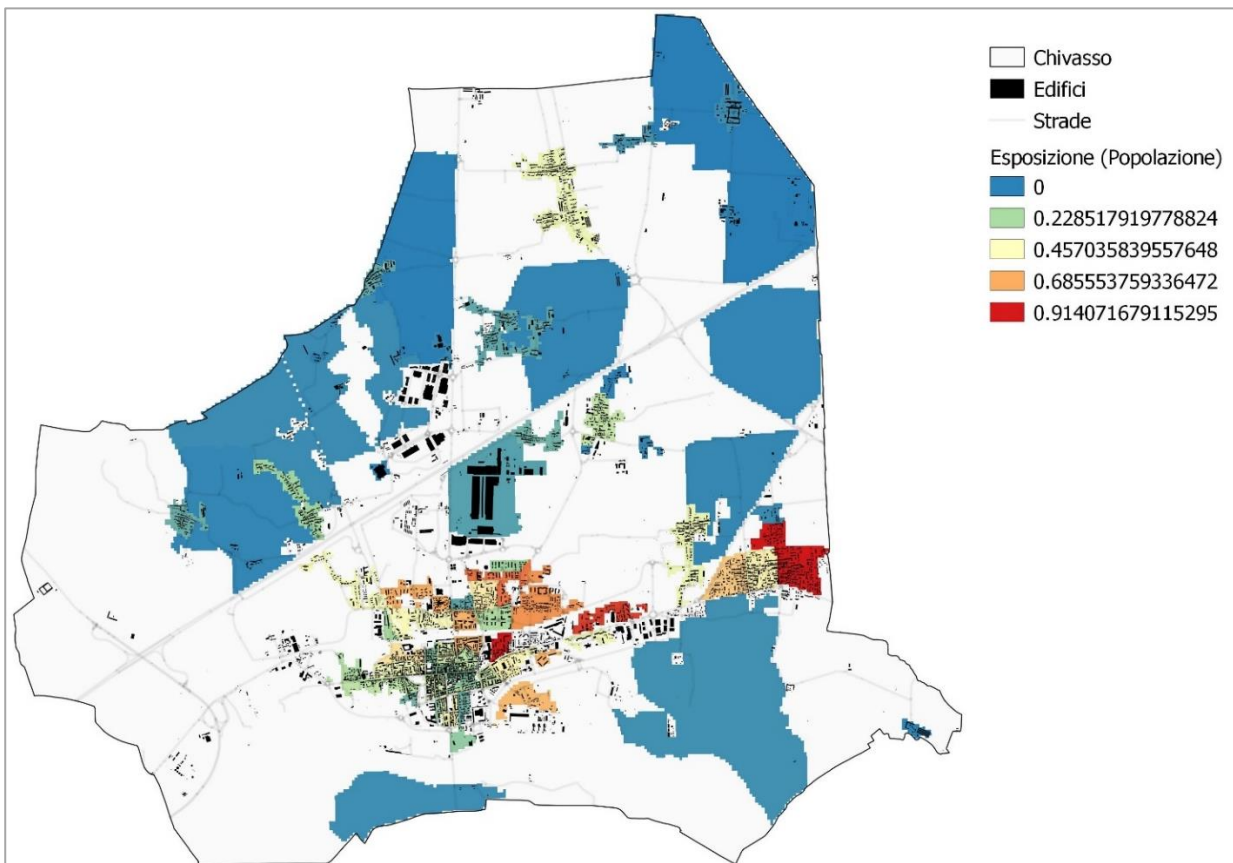 Chivasso
Edifici
Strade
Esposizione (Popolazione)
0
0.228517919778824
0.457035839557648
0.685553759336472
0.914071679115295